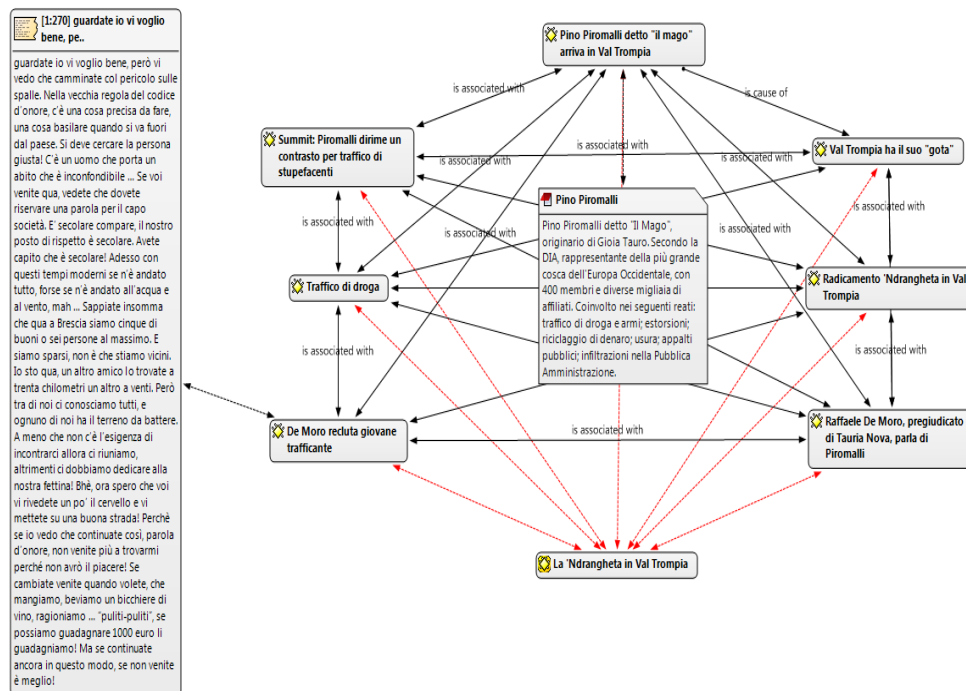 [1:270] guardate io vi voglio
bene, pe..
guardate io vi voglio bene, però vi
vedo che camminate col pericolo sulle
spalle. Nella vecchia regola del codice
d'onore, c'è una cosa precisa da fare,
una cosa basilare quando si va fuori
dal paese. Si deve cercare la persona
giusta! C'è un uomo che porta un
abito che è inconfondibile ... Se voi
venite qua, vedete che dovete
riservare una parola per il capo
società. E' secolare compare, il nostro
posto di rispetto è secolare. Avete
capito che è secolare! Adesso con
questi tempi moderni se n'è andato
tutto, forse se n'è andato all'acqua e
al vento, mah ... Sappiate insomma
che qua a Brescia siamo cinque di
buoni o sei persone al massimo. E
siamo sparsi, non è che stiamo vicini.
Io sto qua, un altro amico lo trovate a
trenta chilometri un altro a venti. Però
tra di noi ci conosciamo tutti, e
ognuno di noi ha il terreno da battere.
A meno che non c'è l'esigenza di
incontrarci allora ci riuniamo,
altrimenti ci dobbiamo dedicare alla
nostra fettina! Bhè, ora spero che voi
vi rivedete un po' il cervello e vi
mettete su una buona strada! Perchè
se io vedo che continuate così, parola
d'onore, non venite più a trovarmi
perché non avrò il piacere! Se
cambiate venite quando volete, che
mangiamo, beviamo un bicchiere di
vino, ragioniamo ... "puliti-puliti", se
possiamo guadagnare 1000 euro li
guadagniamo! Ma se continuate
ancora in questo modo, se non venite
è meglio!
Pino Piromalli detto "il mago"
arriva in Val Trompia
is associated with
is cause of
Summit: Piromalli dirime un
contrasto per traffico di
stupefacenti
is associated with
is associated with
Val Trompia ha il suo "gota"
Pino Piromalli
Pino Piromalli detto "Il Mago",
originario di Gioia Tauro. Secondo la
DIA, rappresentante della più grande
cosca dell'Europa Occidentale, con
400 membri e diverse migliaia di
affiliati. Coinvolto nei seguenti reati:
traffico di droga e armi; estorsioni;
riciclaggio di denaro; usura; appalti
pubblici; infiltrazioni nella Pubblica
Amministrazione.
is associated with
is associated with
is associated with
is associated with
Traffico di droga
Radicamento 'Ndrangheta in Val
Trompia
is associated with
is associated with
De Moro recluta giovane
trafficante
is associated with
Raffaele De Moro, pregiudicato
di Tauria Nova, parla di
Piromalli
La 'Ndrangheta in Val Trompia